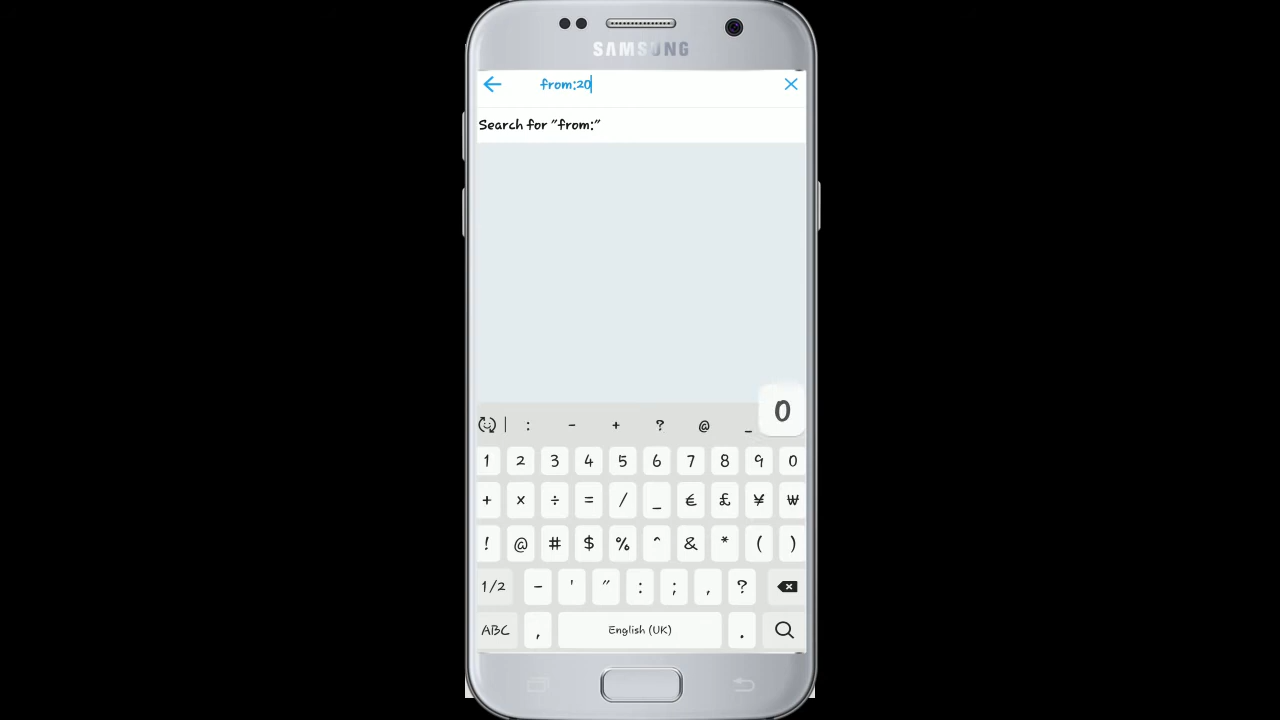 SAMSUNG
from:20
Search for "from:"
0
: - + ? @ _
1 2 3 4 5 6 7 8 9 0
+ × ÷ = / _ € £ ¥ ₩
! @ # $ % ^ & * ( )
1/2 - ' " : ; , ?
ABC , English (UK) .